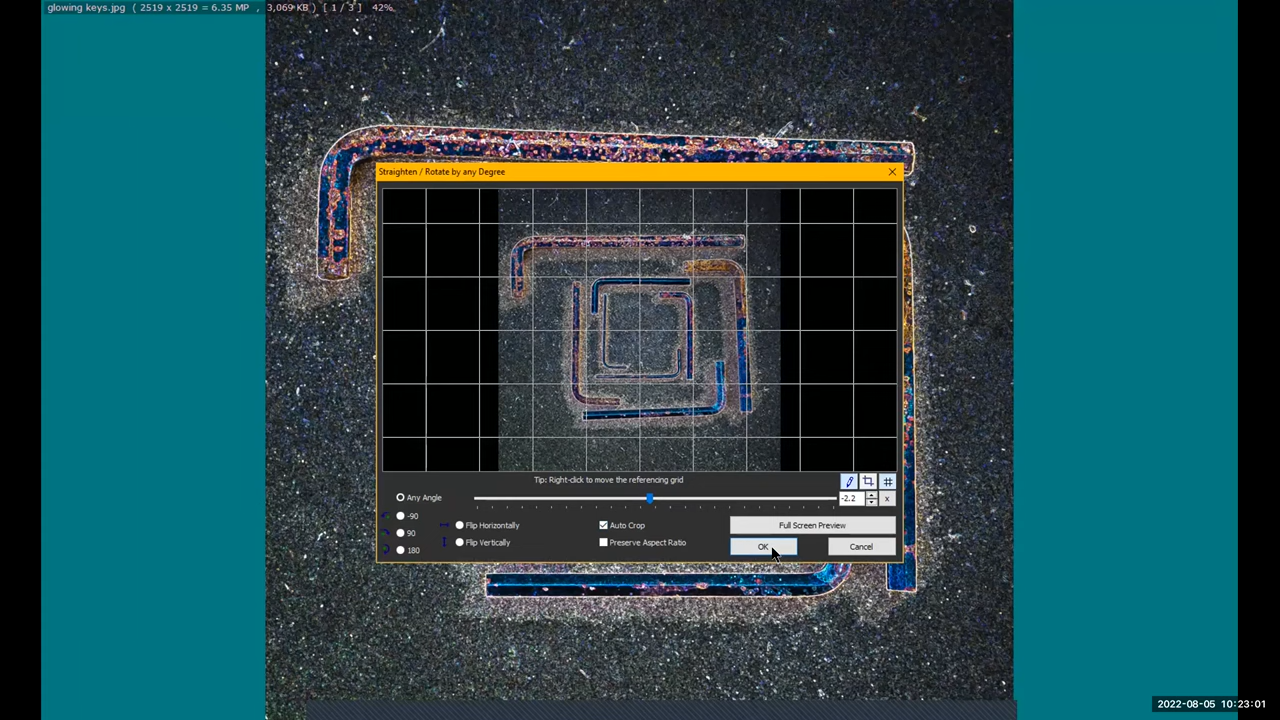 glowing keys.jpg ( 2519 x 2519 = 6.35 MP , 3,069 KB ) [ 1 / 3 ] 42%
Straighten / Rotate by any Degree
Tip: Right-click to move the referencing grid
Any Angle
-2.2
x
-90
Flip Horizontally
Auto Crop
Full Screen Preview
90
180
Flip Vertically
Preserve Aspect Ratio
OK
Cancel
2022-08-05 10:23:01